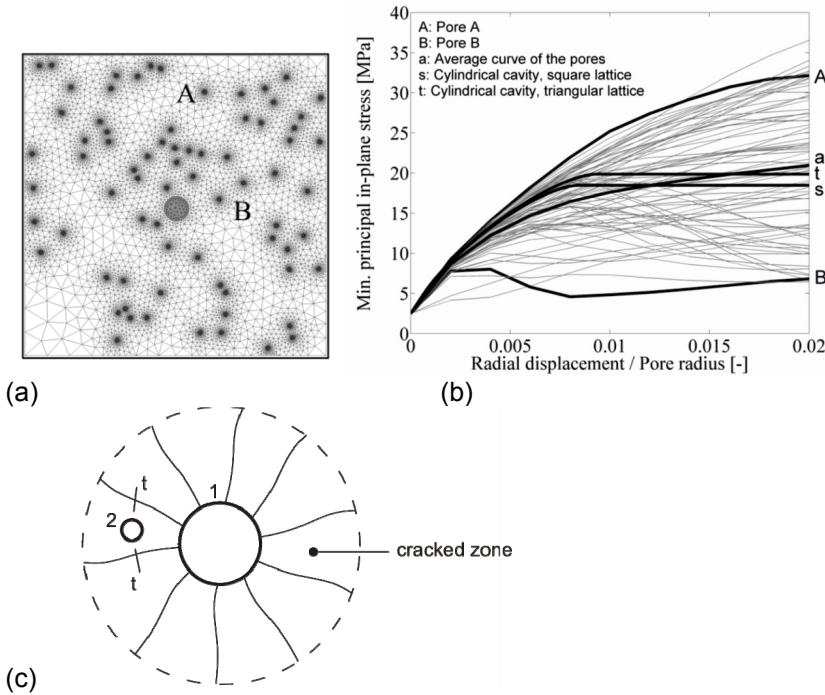 A
B
(a)
Min. principal in-plane stress [MPa]
40
35
30
25
20
15
10
5
0
A: Pore A
B: Pore B
a: Average curve of the pores
s: Cylindrical cavity, square lattice
t: Cylindrical cavity, triangular lattice
A
a
t
s
B
0 0.005 0.01 0.015 0.02
Radial displacement / Pore radius [-]
(b)
t
1
2
t
cracked zone
(c)